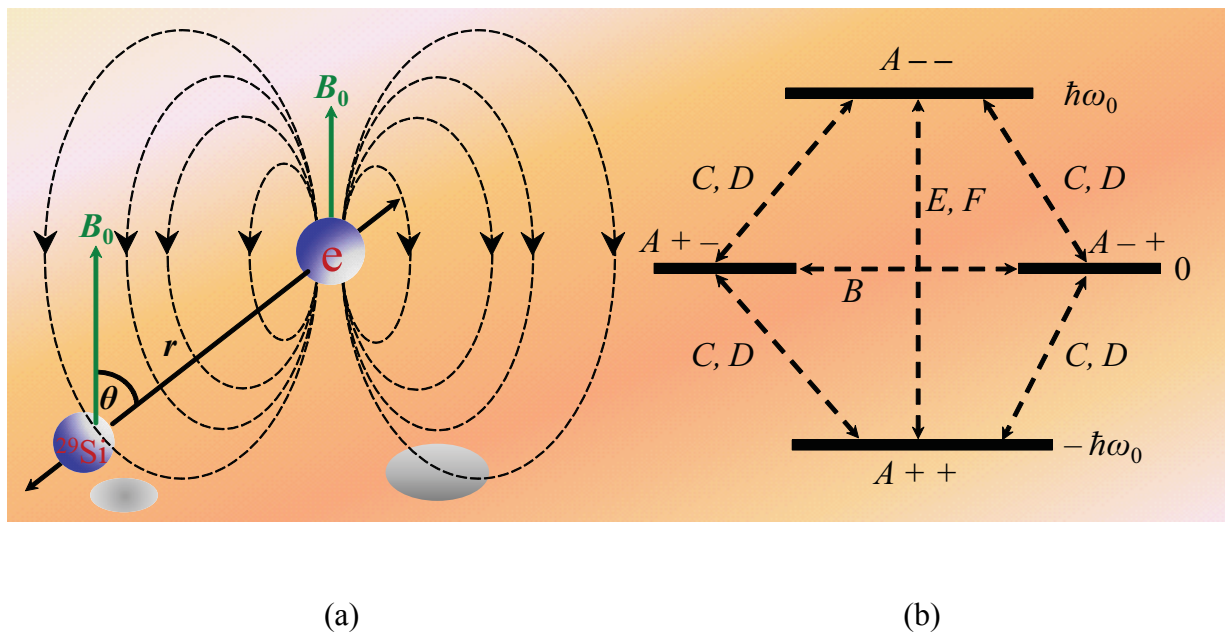 B₀
B₀
e
r
θ
²⁹Si
A − −
ħω₀
C, D
C, D
E, F
A + −
A − +
0
B
C, D
C, D
− ħω₀
A + +
(a)
(b)